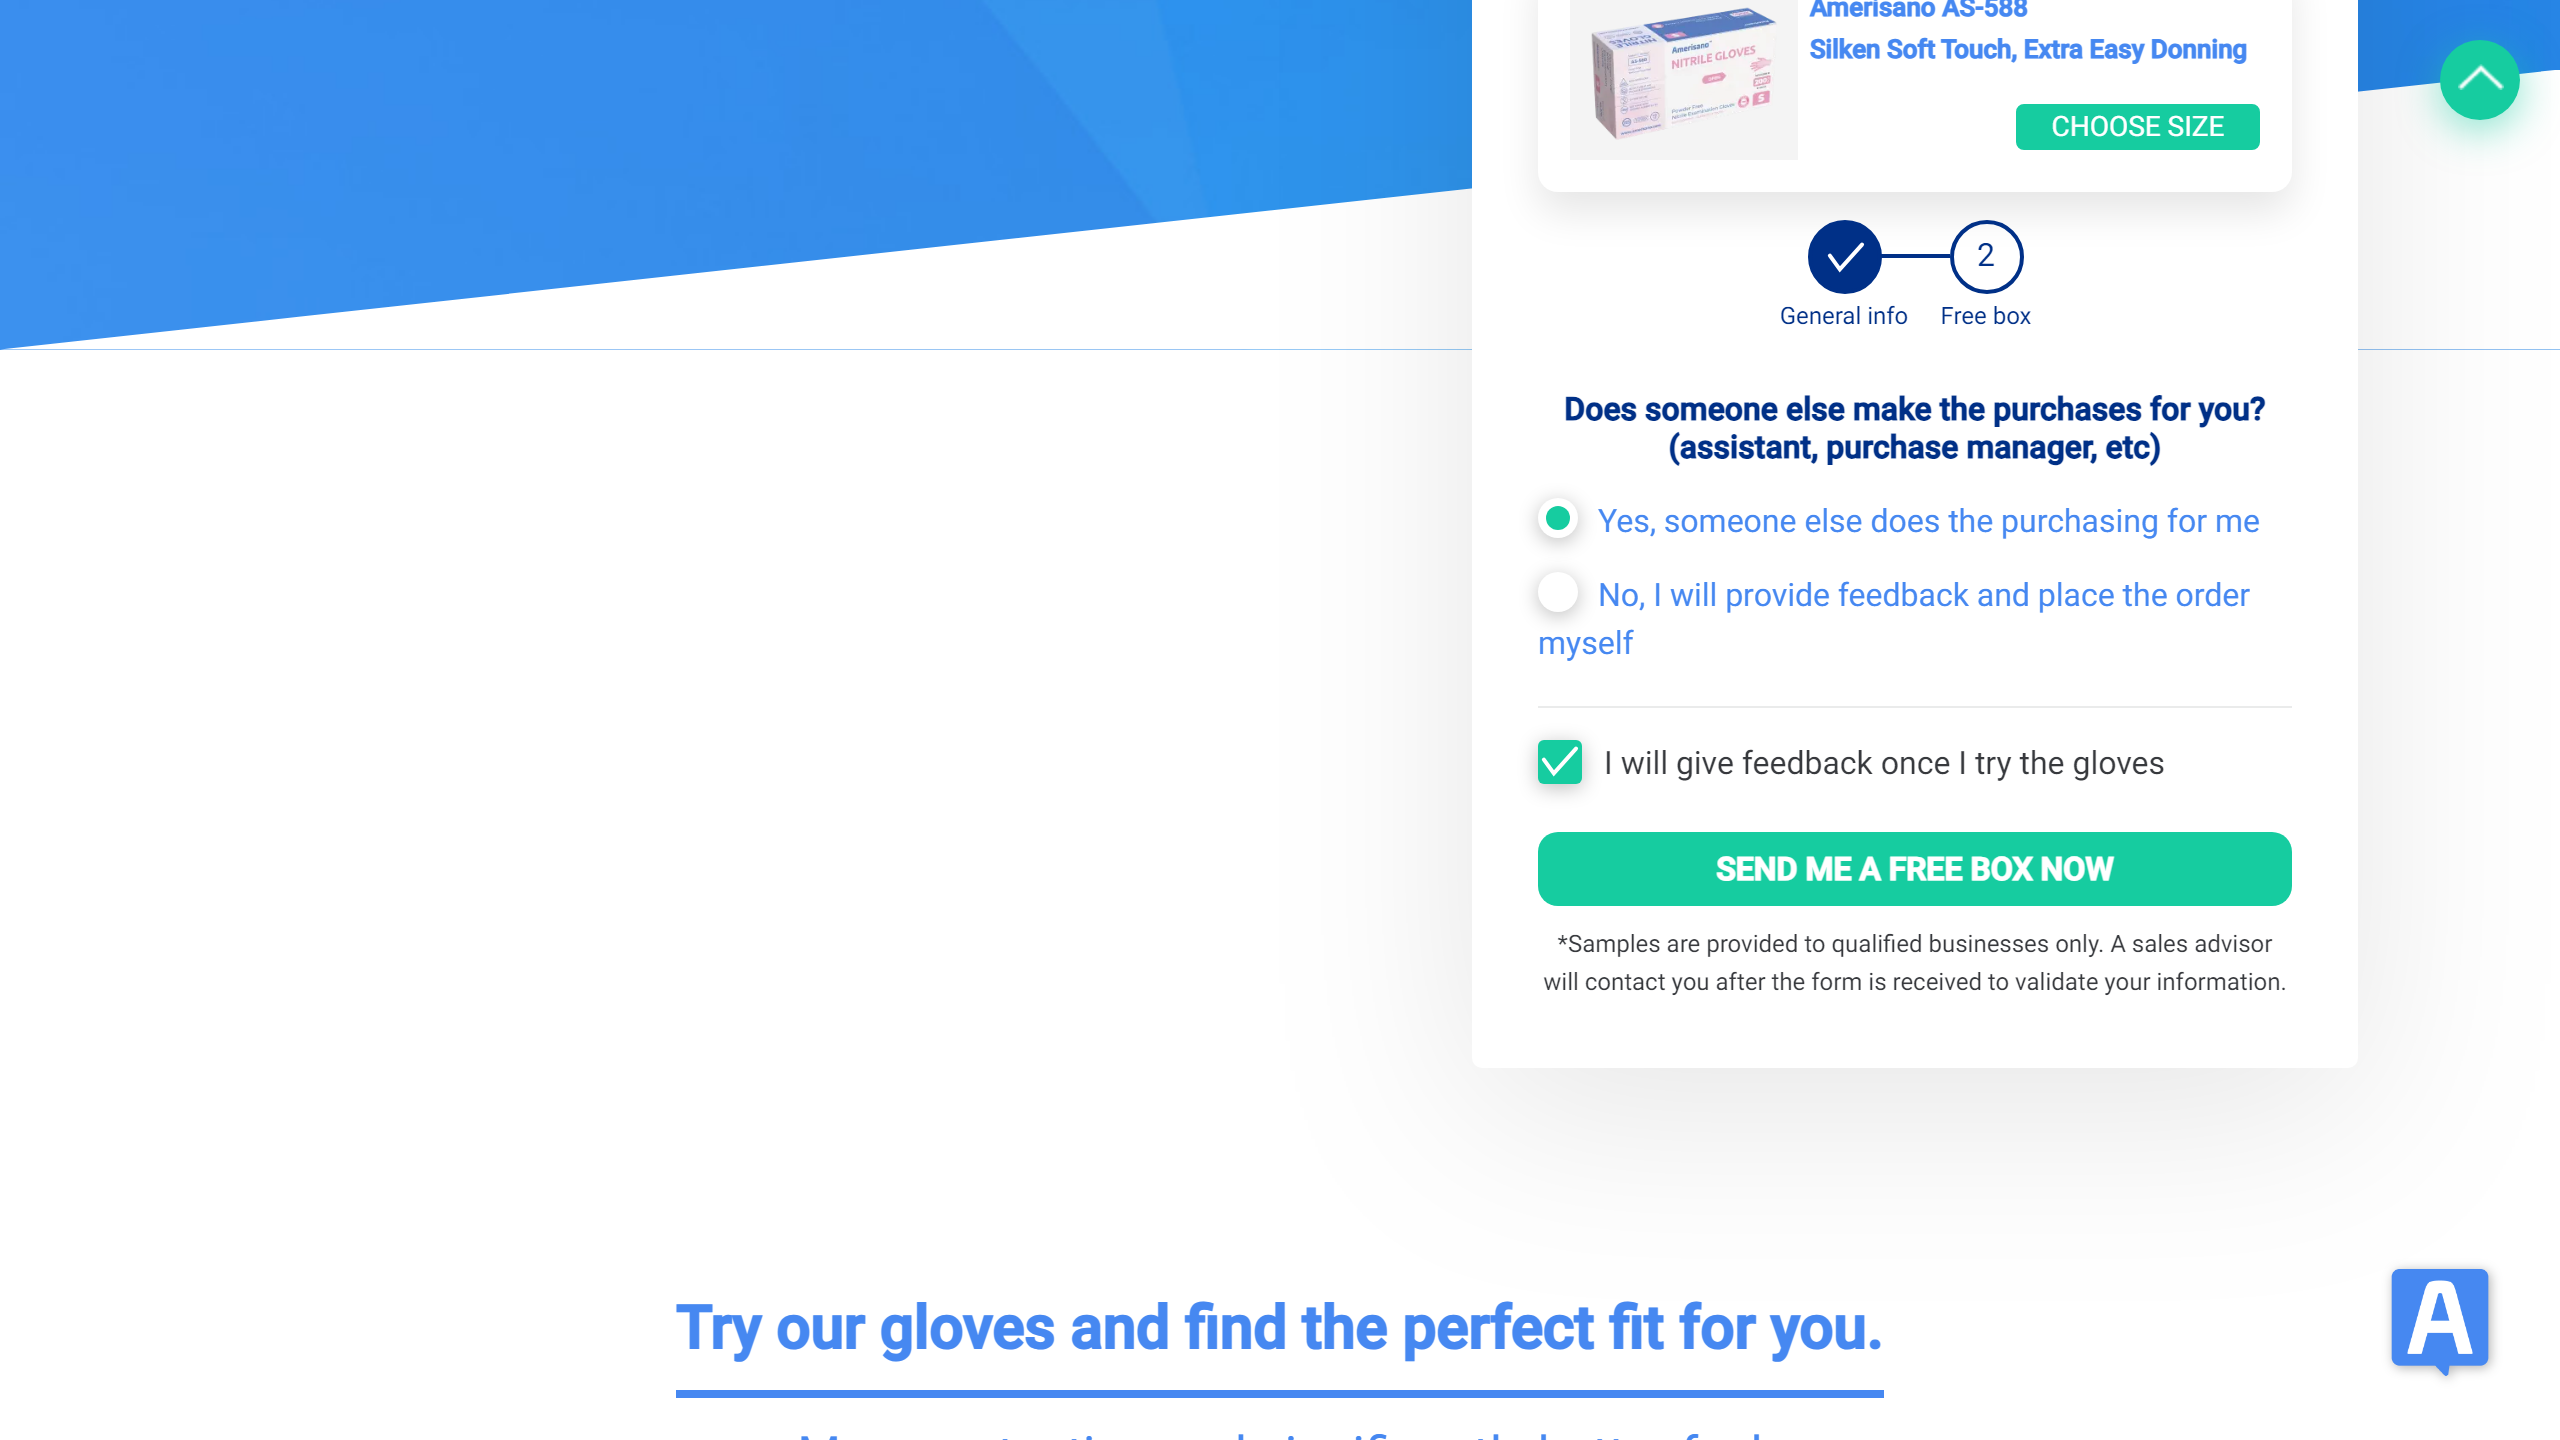 Amerisano AS-588
Silken Soft Touch, Extra Easy Donning
Amerisano
NITRILE GLOVES
CHOOSE SIZE
2
General info
Free box
Does someone else make the purchases for you?
(assistant, purchase manager, etc)
Yes, someone else does the purchasing for me
No, I will provide feedback and place the order
myself
I will give feedback once I try the gloves
SEND ME A FREE BOX NOW
*Samples are provided to qualified businesses only. A sales advisor
will contact you after the form is received to validate your information.
A
Try our gloves and find the perfect fit for you.